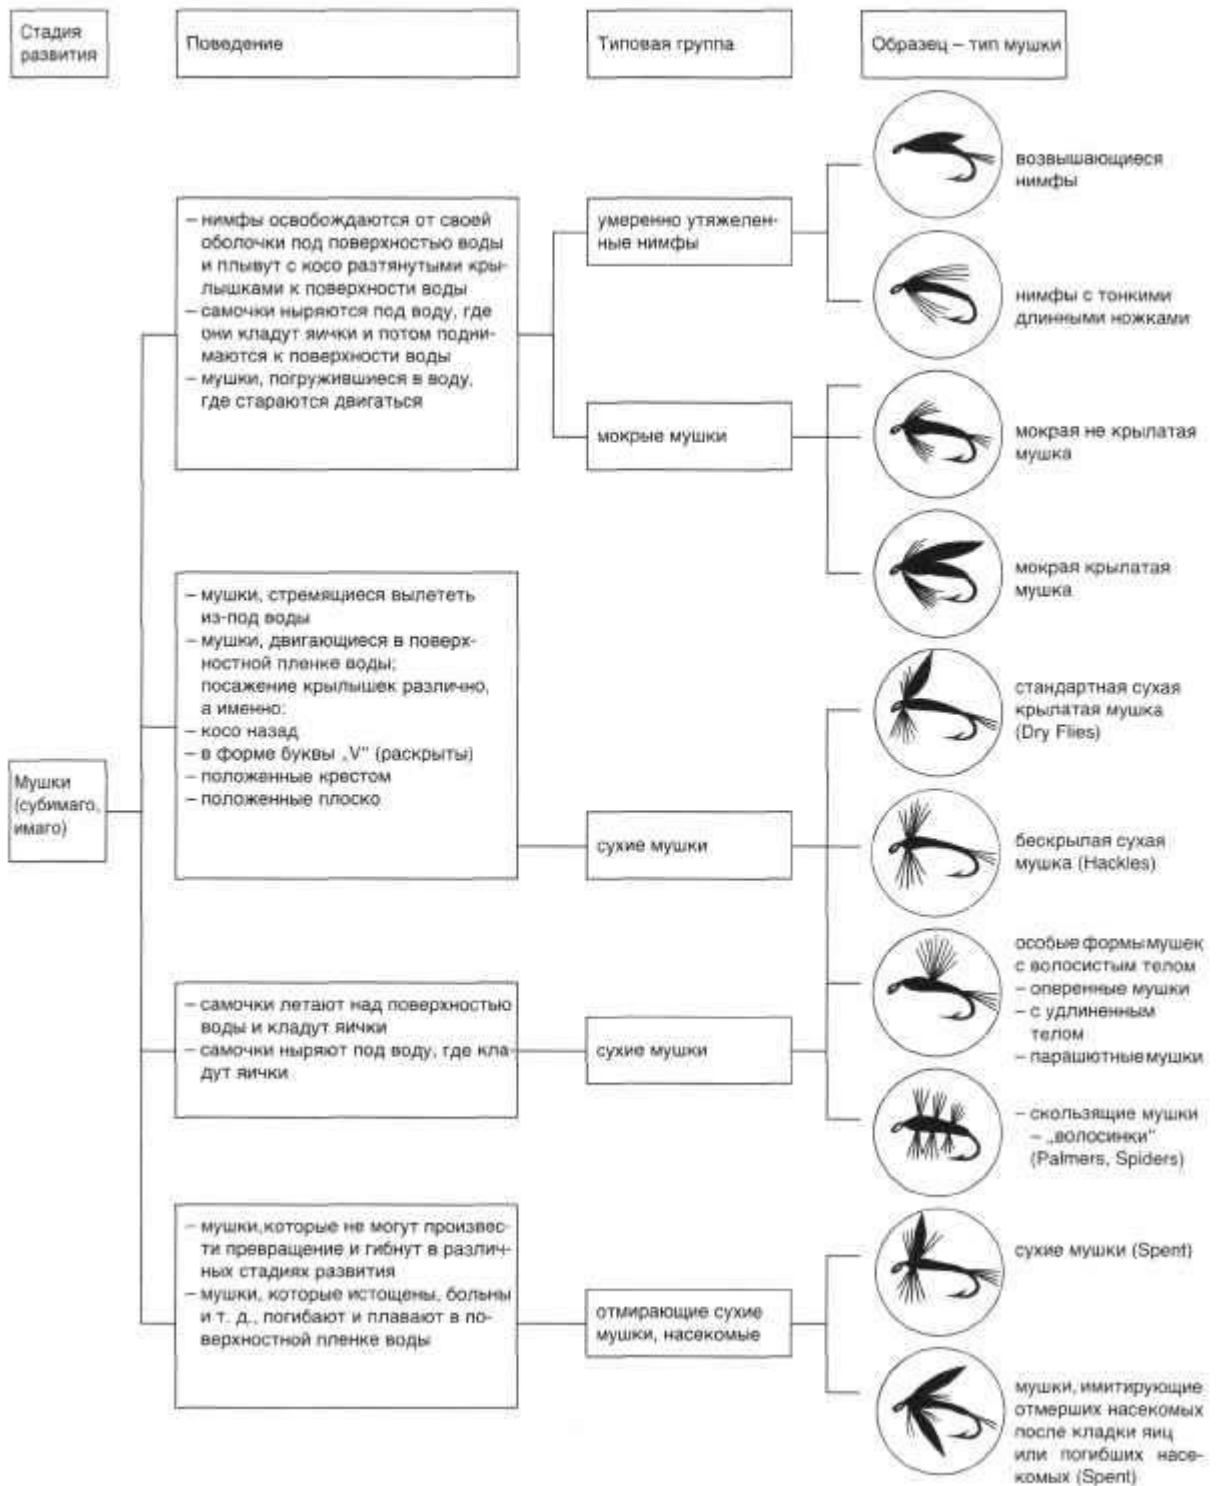 Стадия
развития
Поведение
Типовая группа
Образец – тип мушки
Мушки
(субимаго,
имаго)
– нимфы освобождаются от своей
оболочки под поверхностью воды
и плывут с косо разтянутыми кры-
лышками к поверхности воды
– самочки ныряются под воду, где
они кладут яички и потом подни-
маются к поверхности воды
– мушки, погружившиеся в воду,
где стараются двигаться
умеренно утяжелен-
ные нимфы
мокрые мушки
возвышающиеся
нимфы
нимфы с тонкими
длинными ножками
мокрая не крылатая
мушка
мокрая крылатая
мушка
– мушки, стремящиеся вылететь
из-под воды
– мушки, двигающиеся в поверх-
ностной пленке воды;
посажение крылышек различно,
а именно:
– косо назад
– в форме буквы „V" (раскрыты)
– положенные крестом
– положенные плоско
сухие мушки
стандартная сухая
крылатая мушка
(Dry Flies)
бескрылая сухая
мушка (Hackles)
– самочки летают над поверхностью
воды и кладут яички
– самочки ныряют под воду, где кла-
дут яички
сухие мушки
особые формы мушек
с волосистым телом
– оперенные мушки
– с удлиненным
телом
– парашютные мушки
– скользящие мушки
– „волосинки"
(Palmers, Spiders)
– мушки,которые не могут произвес-
ти превращение и гибнут в различ-
ных стадиях развития
– мушки, которые истощены, больны
и т. д., погибают и плавают в по-
верхностной пленке воды
отмирающие сухие
мушки, насекомые
сухие мушки (Spent)
мушки, имитирующие
отмерших насекомых
после кладки яиц
или погибших насе-
комых (Spent)